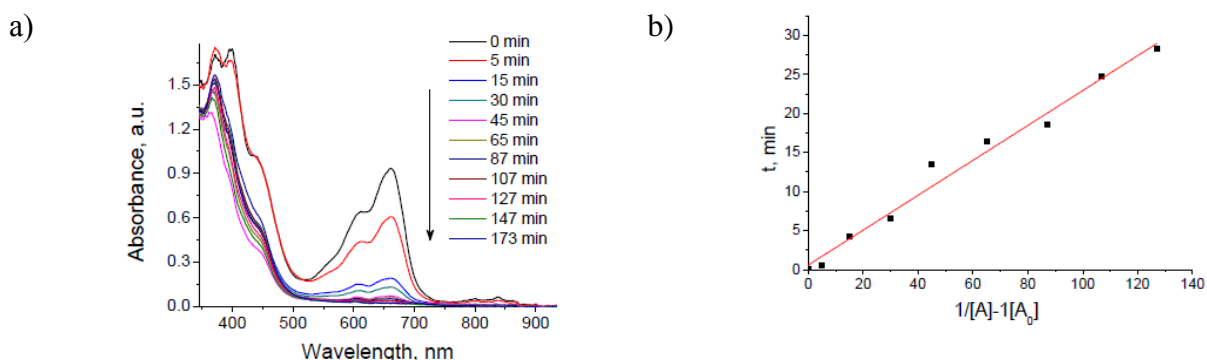 a)
0 min
5 min
15 min
30 min
45 min
65 min
87 min
107 min
127 min
147 min
173 min
Absorbance, a.u.
1.5
1.2
0.9
0.6
0.3
0.0
400 500 600 700 800 900
Wavelength, nm
b)
t, min
30
25
20
15
10
5
0
0 20 40 60 80 100 120 140
1/[A]-1[A0]